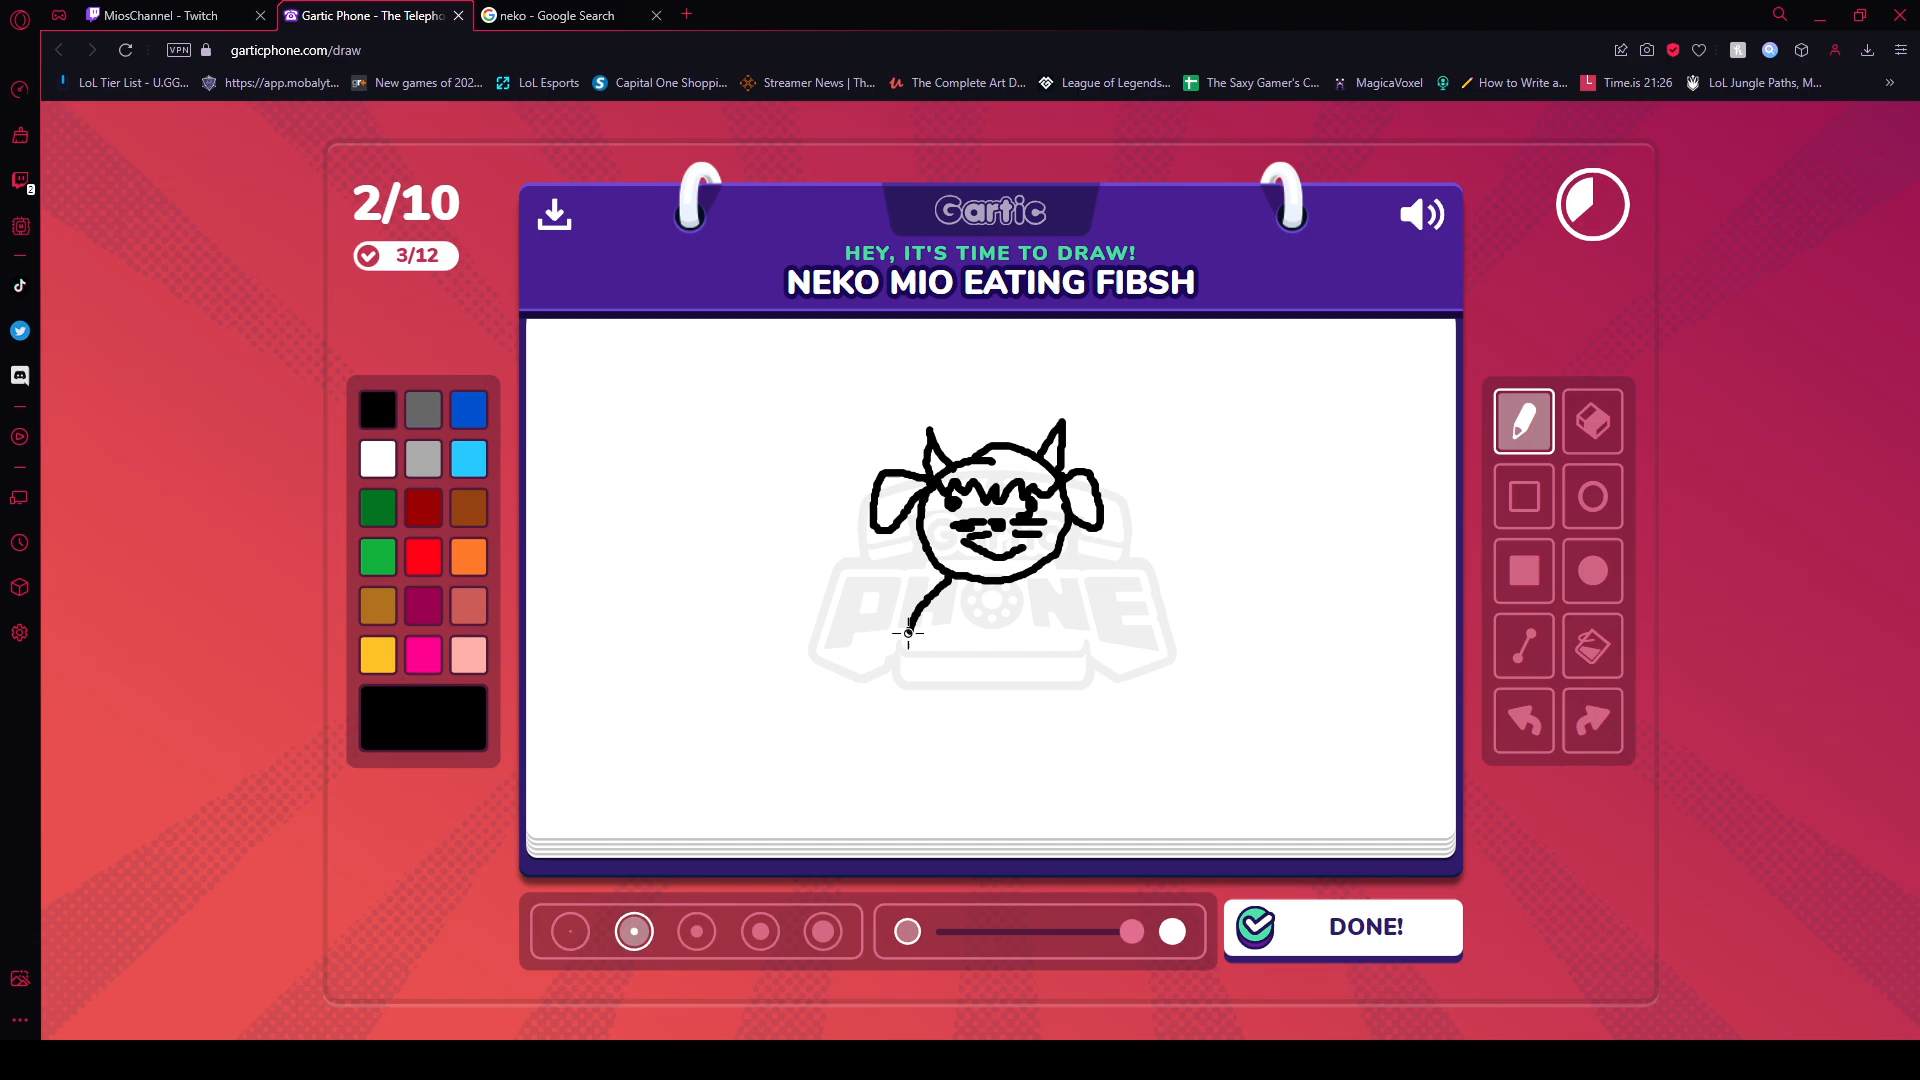 MiosChannel - Twitch
Gartic Phone - The Telepho
neko - Google Search
VPN
garticphone.com/draw
LoL Tier List - U.GG...
https://app.mobalyt...
New games of 202...
LoL Esports
Capital One Shoppi...
Streamer News | Th...
The Complete Art D...
League of Legends...
The Saxy Gamer's C...
MagicaVoxel
How to Write a...
Time.is 21:26
LoL Jungle Paths, M...
2
2/10
3/12
Gartic
HEY, IT'S TIME TO DRAW!
NEKO MIO EATING FIBSH
PHONE
DONE!